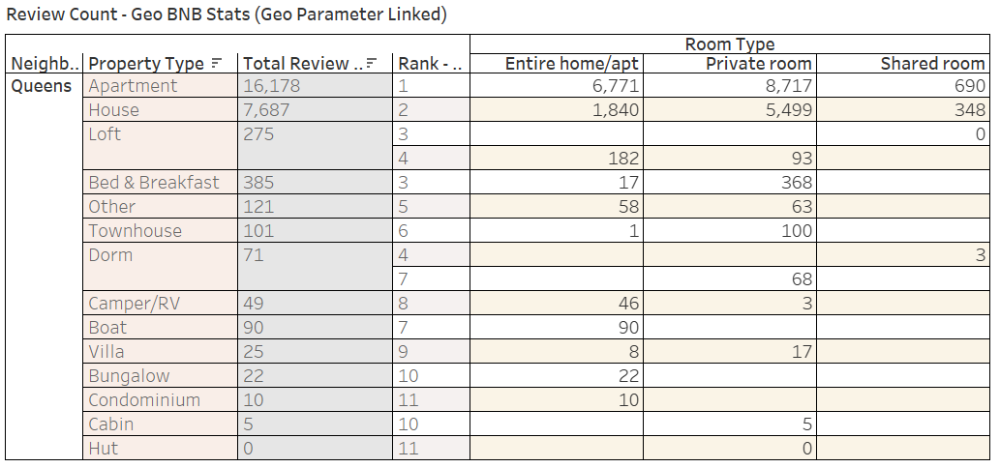 Review Count - Geo BNB Stats (Geo Parameter Linked)
Room Type
Neighb.. Property Type Total Review .. Rank - .. Entire home/apt Private room Shared room
Queens Apartment 16,178 1 6,771 8,717 690
House 7,687 2 1,840 5,499 348
Loft 275 3 0
4 182 93
Bed & Breakfast 385 3 17 368
Other 121 5 58 63
Townhouse 101 6 1 100
Dorm 71 4 3
7 68
Camper/RV 49 8 46 3
Boat 90 7 90
Villa 25 9 8 17
Bungalow 22 10 22
Condominium 10 11 10
Cabin 5 10 5
Hut 0 11 0